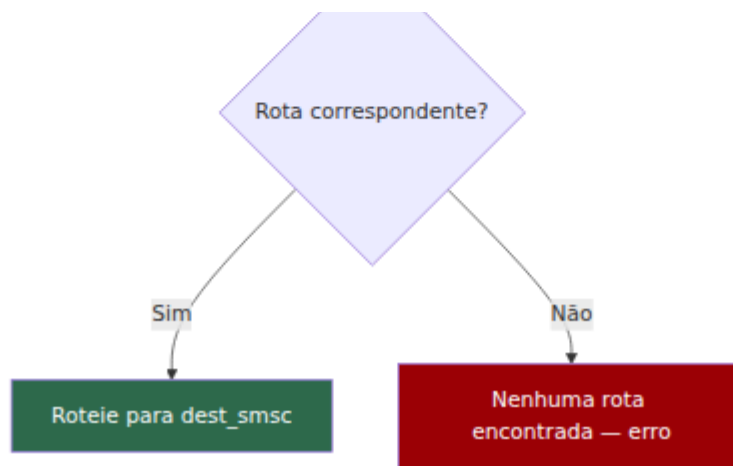 Rota correspondente?
Sim
Não
Roteie para dest_smsc
Nenhuma rota
encontrada — erro